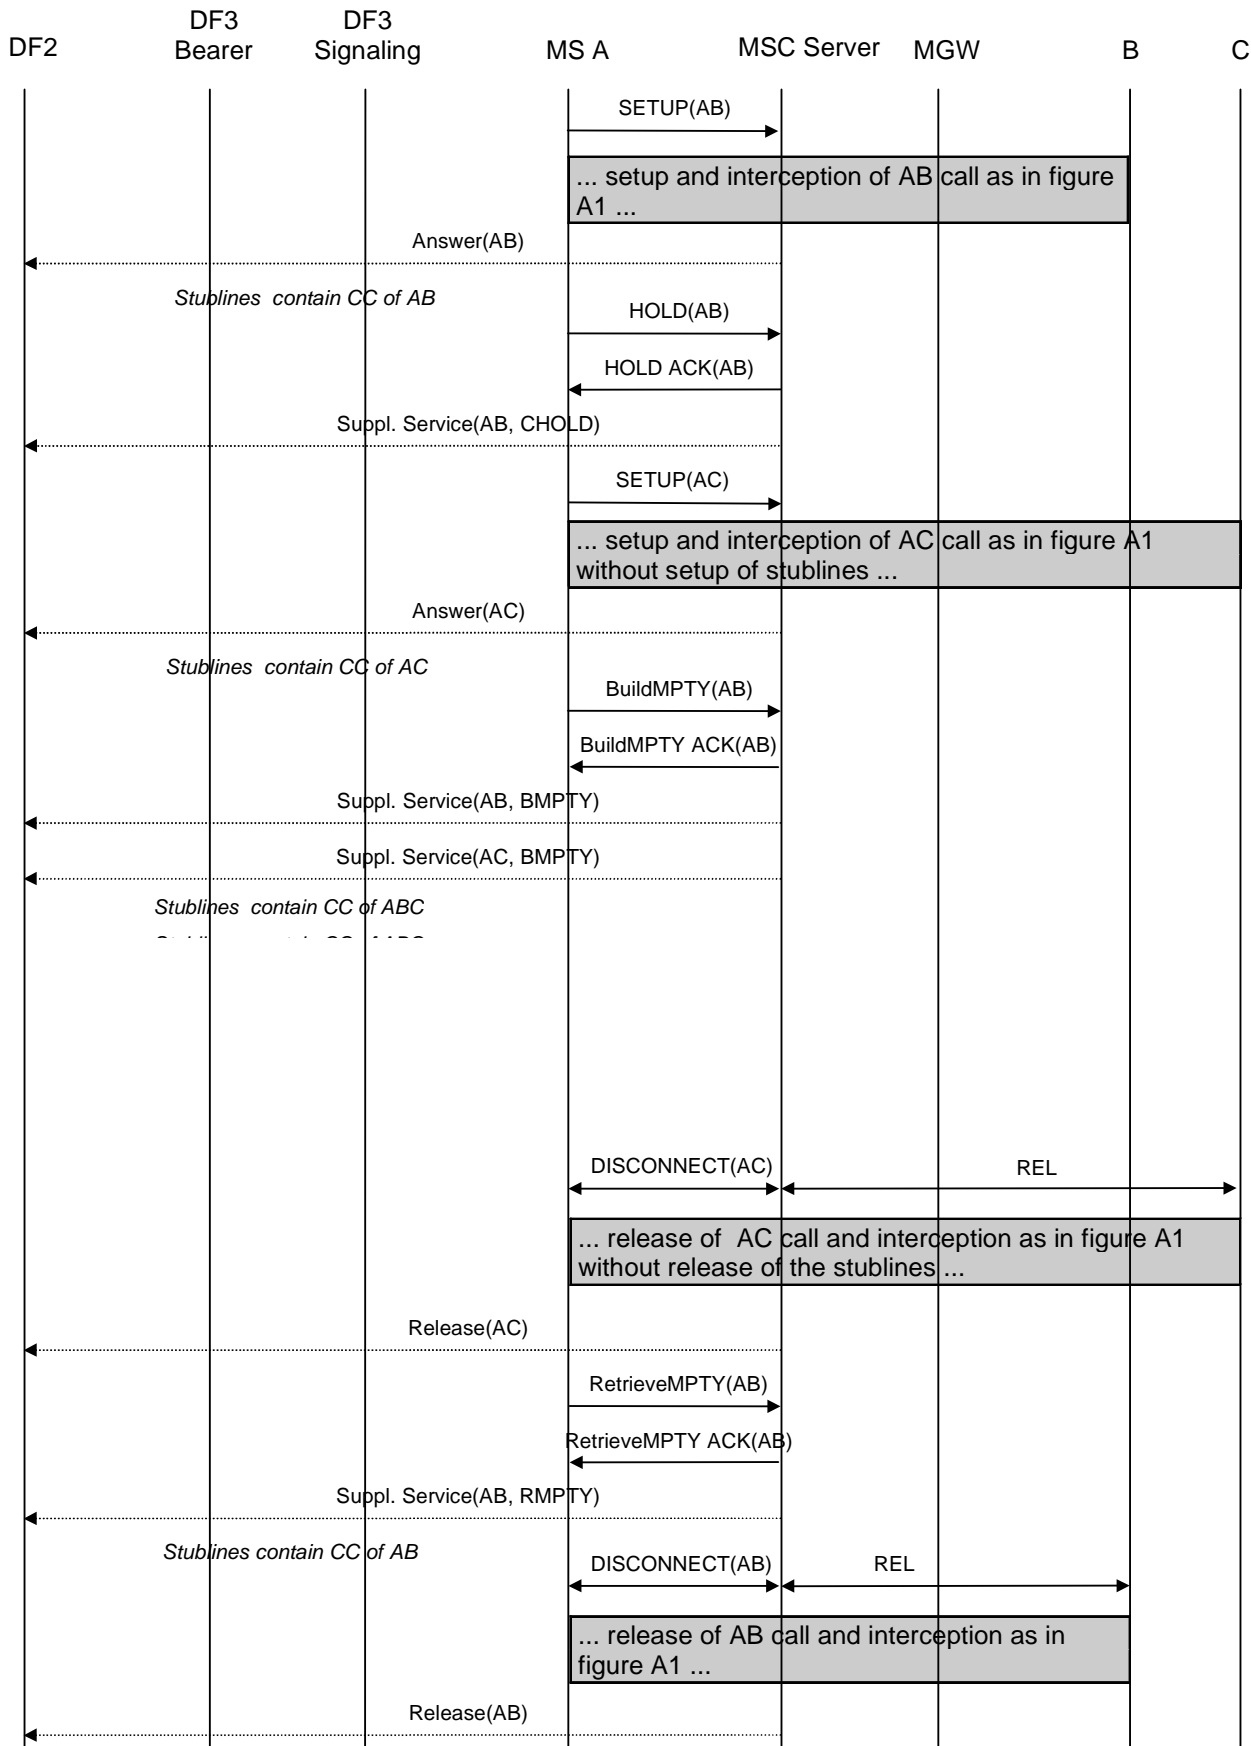 DF2
DF3
Bearer
DF3
Signaling
MS A
MSC Server
MGW
B
C
SETUP(AB)
... setup and interception of AB call as in figure
A1 ...
Answer(AB)
Stublines contain CC of AB
HOLD(AB)
HOLD ACK(AB)
Suppl. Service(AB, CHOLD)
SETUP(AC)
... setup and interception of AC call as in figure A1
without setup of stublines ...
Answer(AC)
Stublines contain CC of AC
BuildMPTY(AB)
BuildMPTY ACK(AB)
Suppl. Service(AB, BMPTY)
Suppl. Service(AC, BMPTY)
Stublines contain CC of ABC
DISCONNECT(AC)
REL
... release of AC call and interception as in figure A1
without release of the stublines ...
Release(AC)
RetrieveMPTY(AB)
RetrieveMPTY ACK(AB)
Suppl. Service(AB, RMPTY)
Stublines contain CC of AB
DISCONNECT(AB)
REL
... release of AB call and interception as in
figure A1 ...
Release(AB)